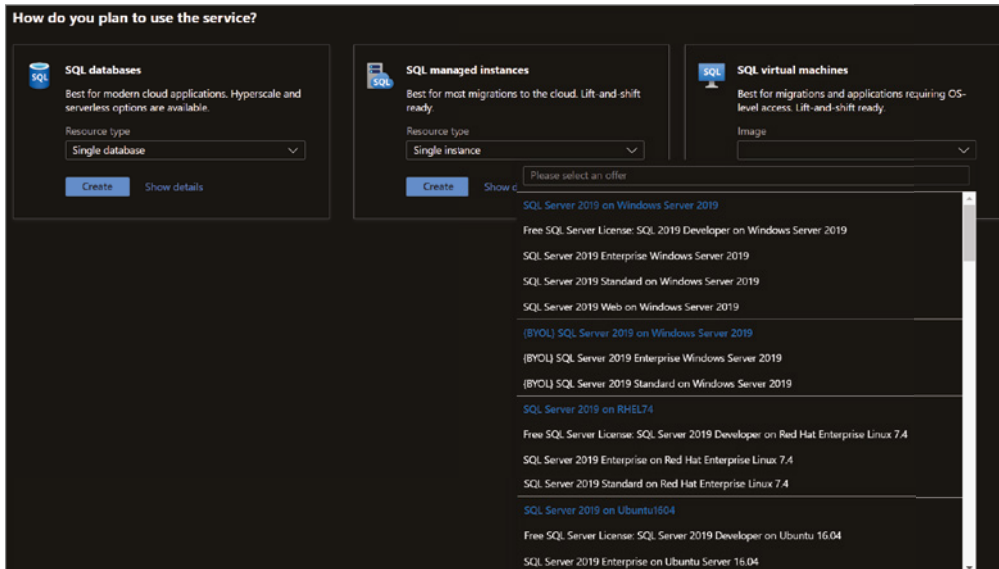 How do you plan to use the service?
SQL
SQL databases
Best for modern cloud applications. Hyperscale and
serverless options are available.
Resource type
Single database
Create
Show details
SQL
SQL managed instances
Best for most migrations to the cloud. Lift-and-shift
ready.
Resource type
Single instance
Create
Show d
SQL
SQL virtual machines
Best for migrations and applications requiring OS-
level access. Lift-and-shift ready.
Image
Please select an offer
SQL Server 2019 on Windows Server 2019
Free SQL Server License: SQL 2019 Developer on Windows Server 2019
SQL Server 2019 Enterprise Windows Server 2019
SQL Server 2019 Standard on Windows Server 2019
SQL Server 2019 Web on Windows Server 2019
(BYOL) SQL Server 2019 on Windows Server 2019
(BYOL) SQL Server 2019 Enterprise Windows Server 2019
(BYOL) SQL Server 2019 Standard on Windows Server 2019
SQL Server 2019 on RHEL74
Free SQL Server License: SQL Server 2019 Developer on Red Hat Enterprise Linux 7.4
SQL Server 2019 Enterprise on Red Hat Enterprise Linux 7.4
SQL Server 2019 Standard on Red Hat Enterprise Linux 7.4
SQL Server 2019 on Ubuntu1604
Free SQL Server License: SQL Server 2019 Developer on Ubuntu 16.04
SQL Server 2019 Enterprise on Ubuntu Server 16.04